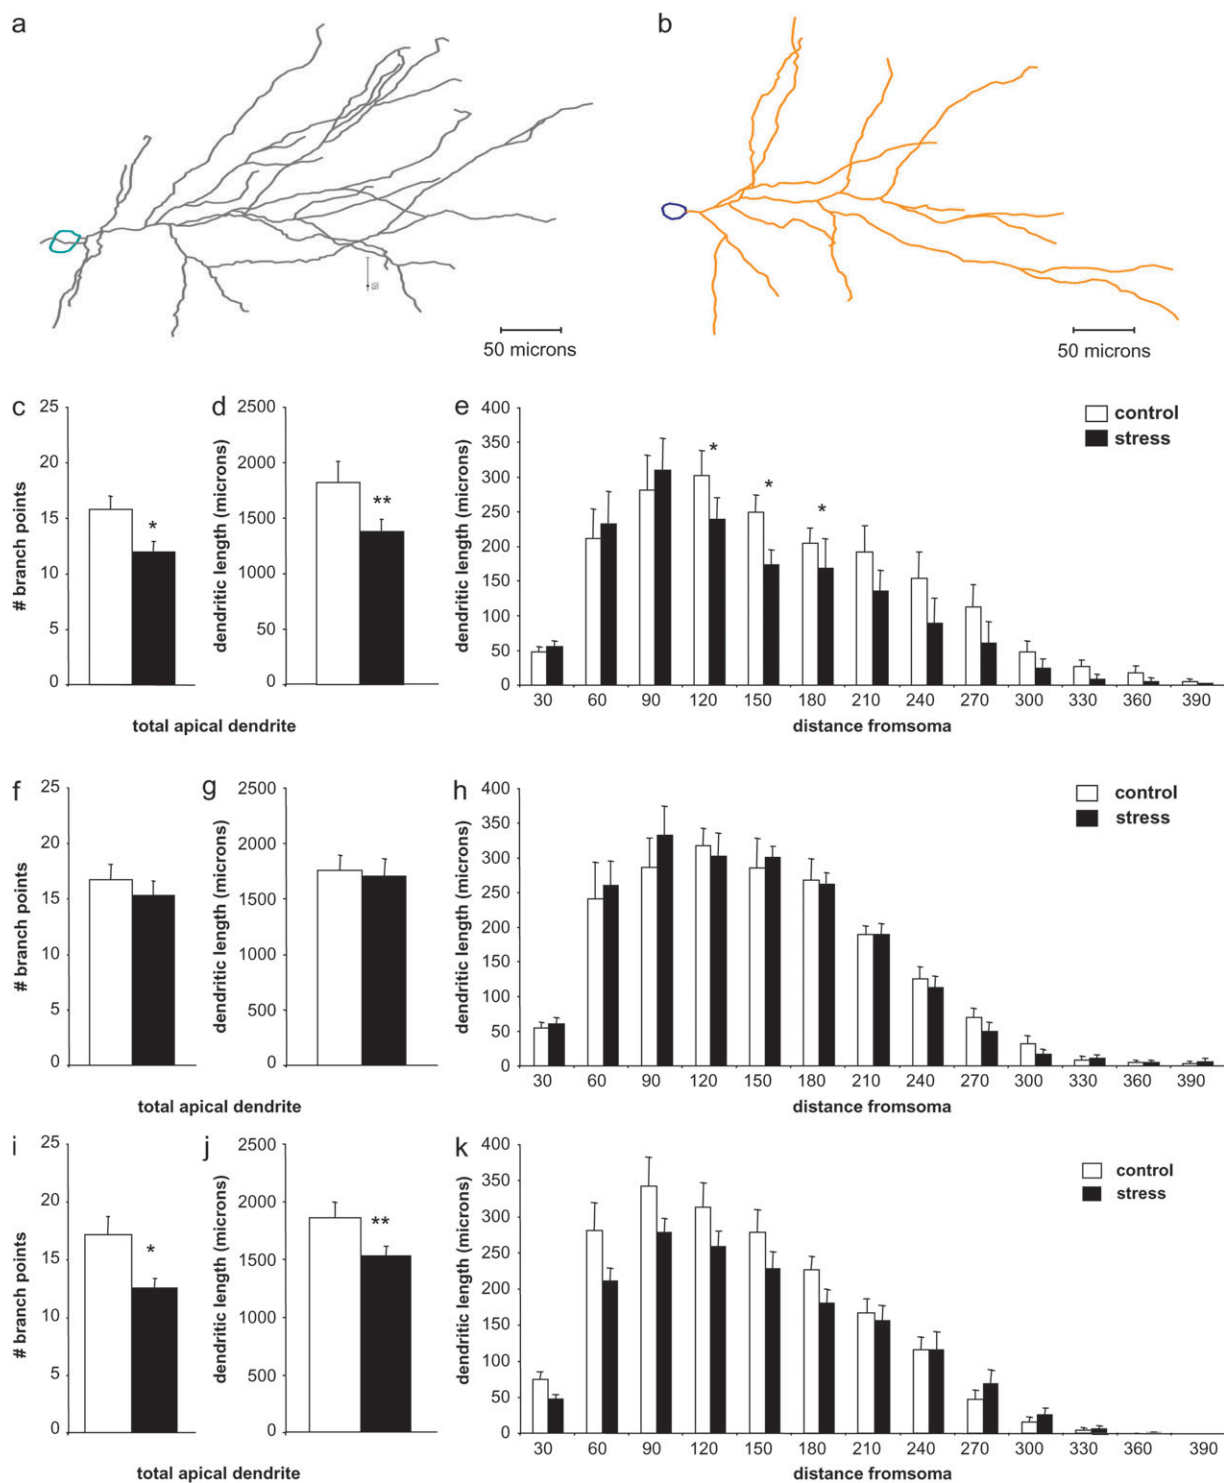 a
b
50 microns
50 microns
c
# branch points
25
20
15
10
5
0
*
d
dendritic length (microns)
2500
2000
1500
1000
50
0
**
total apical dendrite
e
dendritic length (microns)
400
350
300
250
200
150
100
50
0
*
*
*
control
stress
30 60 90 120 150 180 210 240 270 300 330 360 390
distance fromsoma
f
# branch points
25
20
15
10
5
0
g
dendritic length (microns)
2500
2000
1500
1000
500
0
total apical dendrite
h
dendritic length (microns)
400
350
300
250
200
150
100
50
0
control
stress
30 60 90 120 150 180 210 240 270 300 330 360 390
distance fromsoma
i
# branch points
25
20
15
10
5
0
*
j
dendritic length (microns)
2500
2000
1500
1000
500
0
**
total apical dendrite
k
dendritic length (microns)
400
350
300
250
200
150
100
50
0
control
stress
30 60 90 120 150 180 210 240 270 300 330 360 390
distance fromsoma